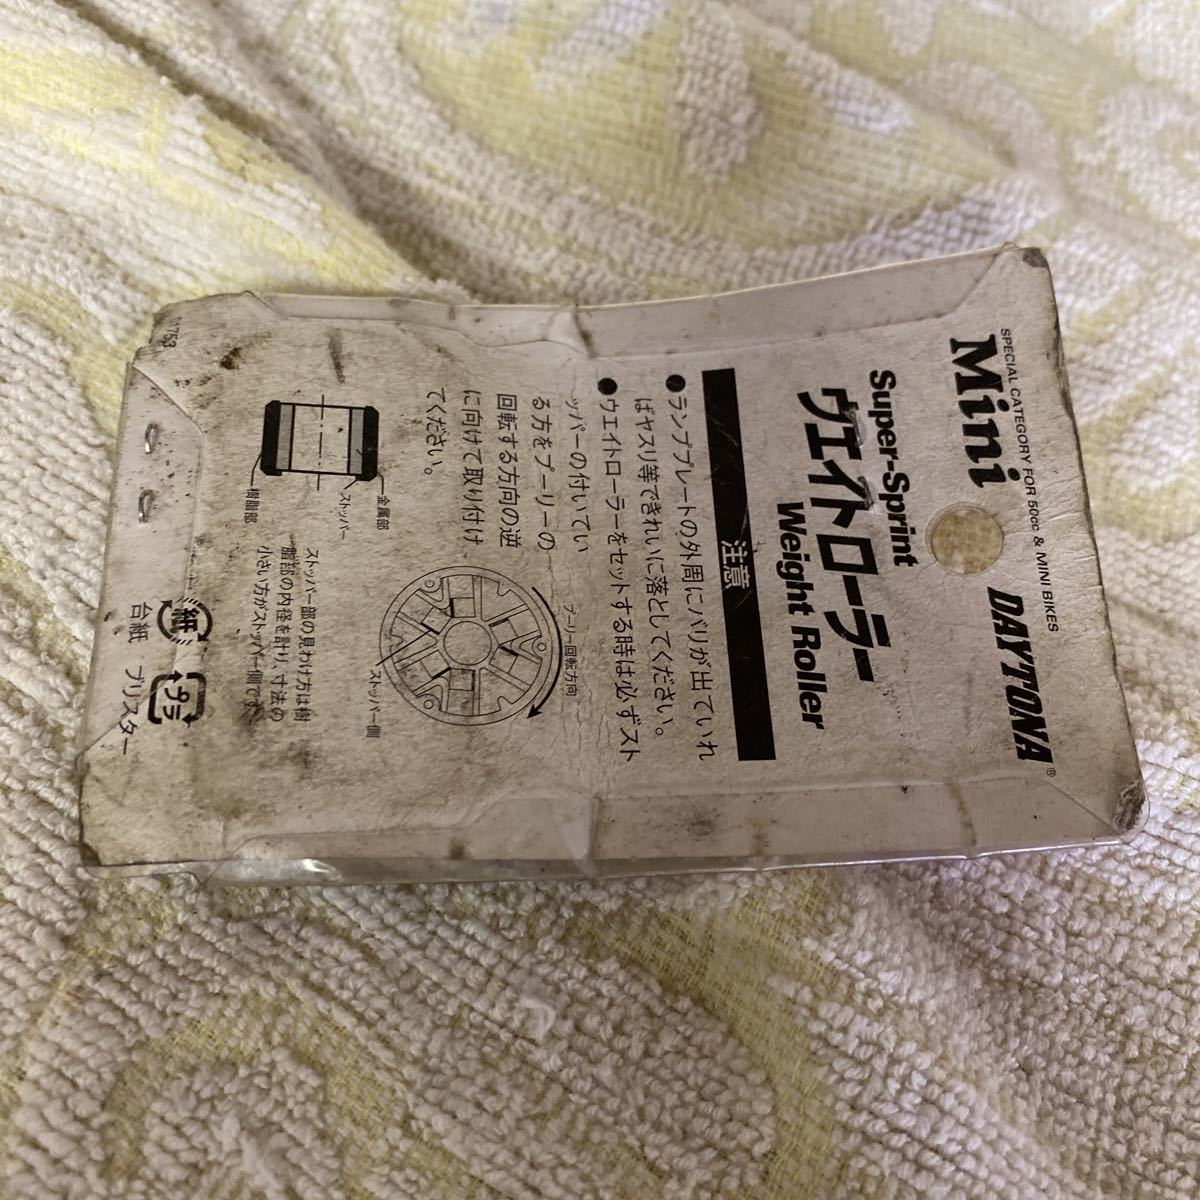 SPECIAL CATEGORY FOR 50cc & MINI BIKES
Mini
DAYTONA®
Super-Sprint
ウエイトローラー
Weight Roller
注意
●ランププレートの外周にバリが出ていれ
ばヤスリ等できれいに落としてください。
●ウエイトローラーをセットする時は必ずスト
ッパーの付いてい
る方をプーリーの
回転する方向の逆
に向けて取り付け
てください。
プーリー回転方向
ストッパー側
金属部
ストッパー
樹脂部
ストッパー部の見わけ方は樹
脂部の内径を計り、寸法の
小さい方がストッパー側です。
紙
台紙
プラ
ブリスター